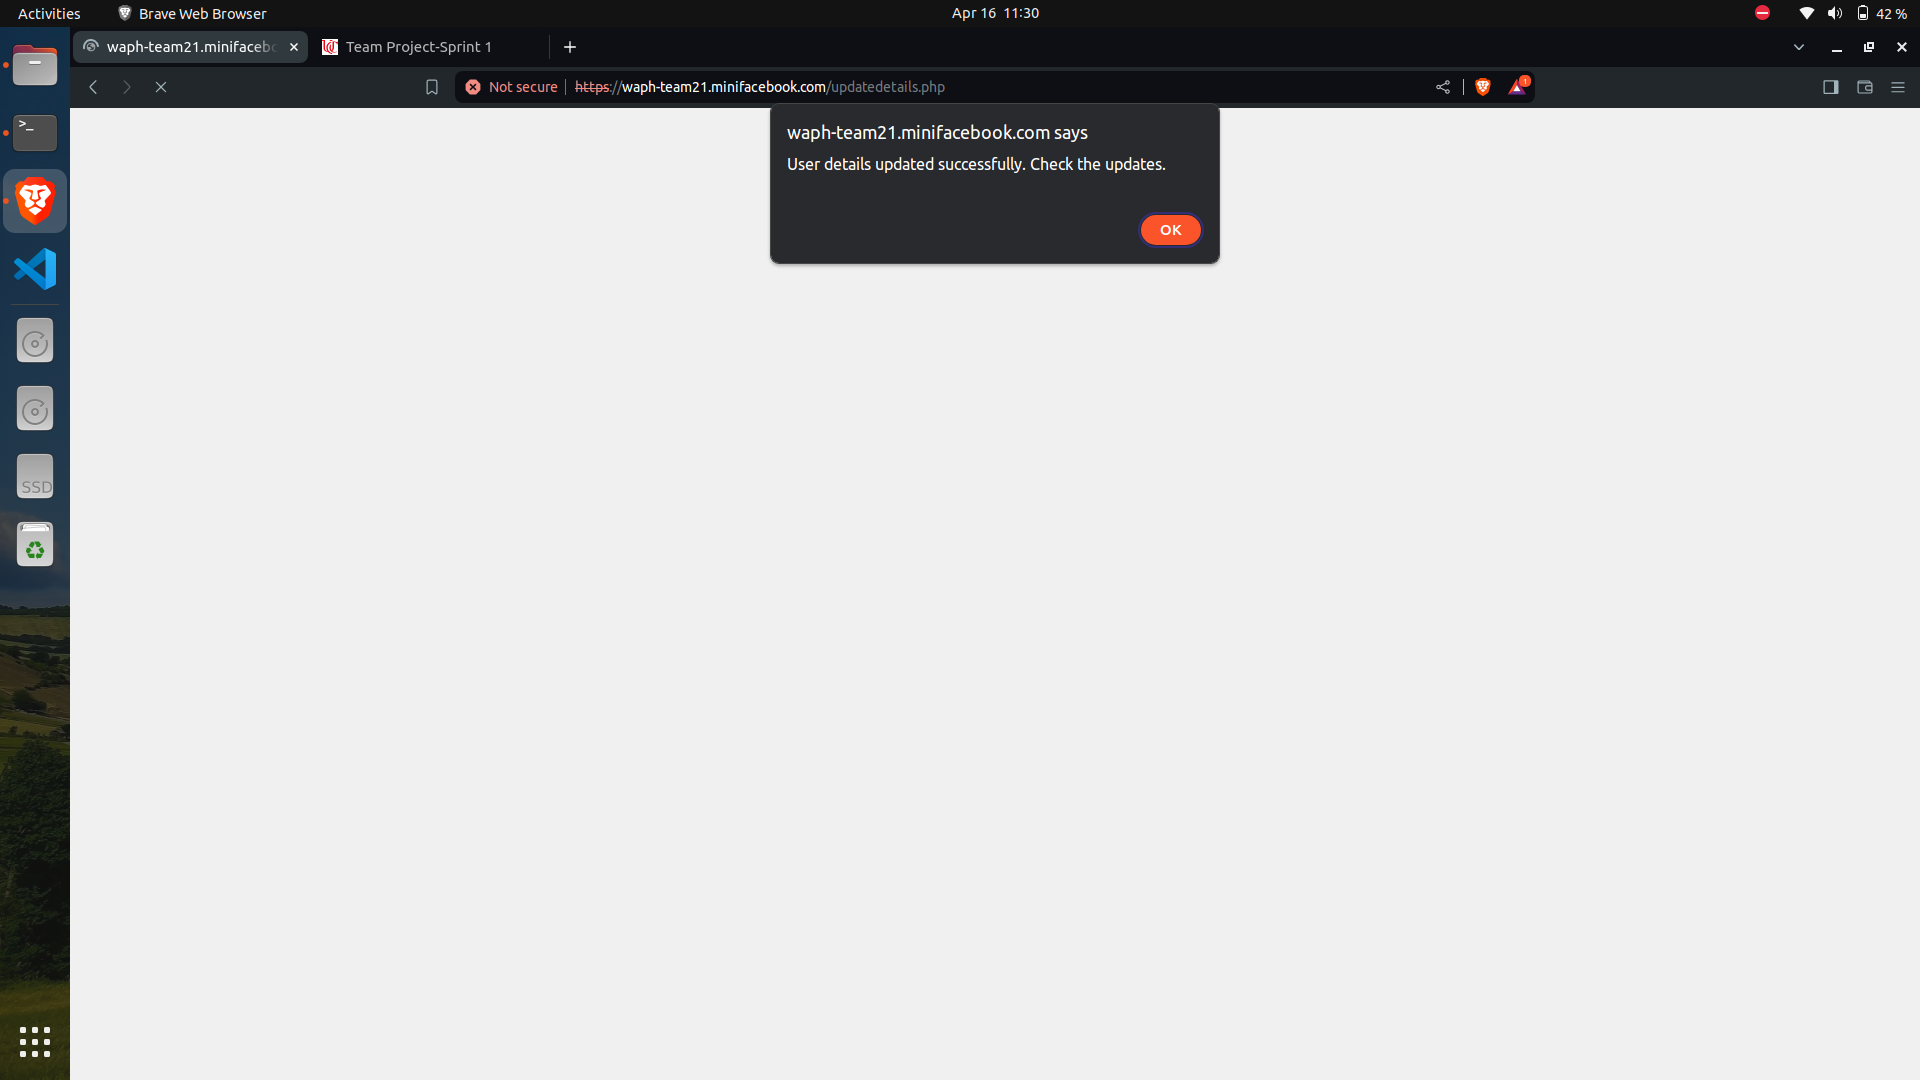 Activities
Brave Web Browser
Apr 16 11:30
42 %
waph-team21.minifacebo
Team Project-Sprint 1
Not secure
https://waph-team21.minifacebook.com/updatedetails.php
1
waph-team21.minifacebook.com says
User details updated successfully. Check the updates.
OK
>_
SSD